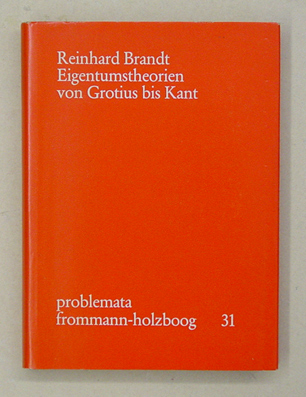 Reinhard Brandt
Eigentumstheorien
von Grotius bis Kant
problemata
frommann-holzboog 31